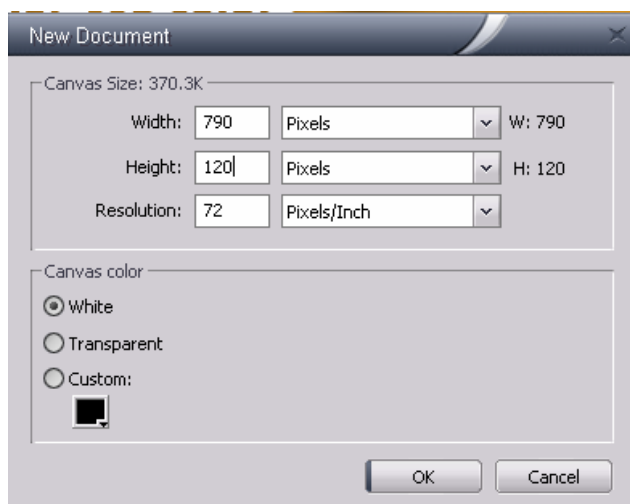 New Document
Canvas Size: 370.3K
Width: 790 Pixels W: 790
Height: 120 Pixels H: 120
Resolution: 72 Pixels/Inch
Canvas color
White
Transparent
Custom:
OK Cancel